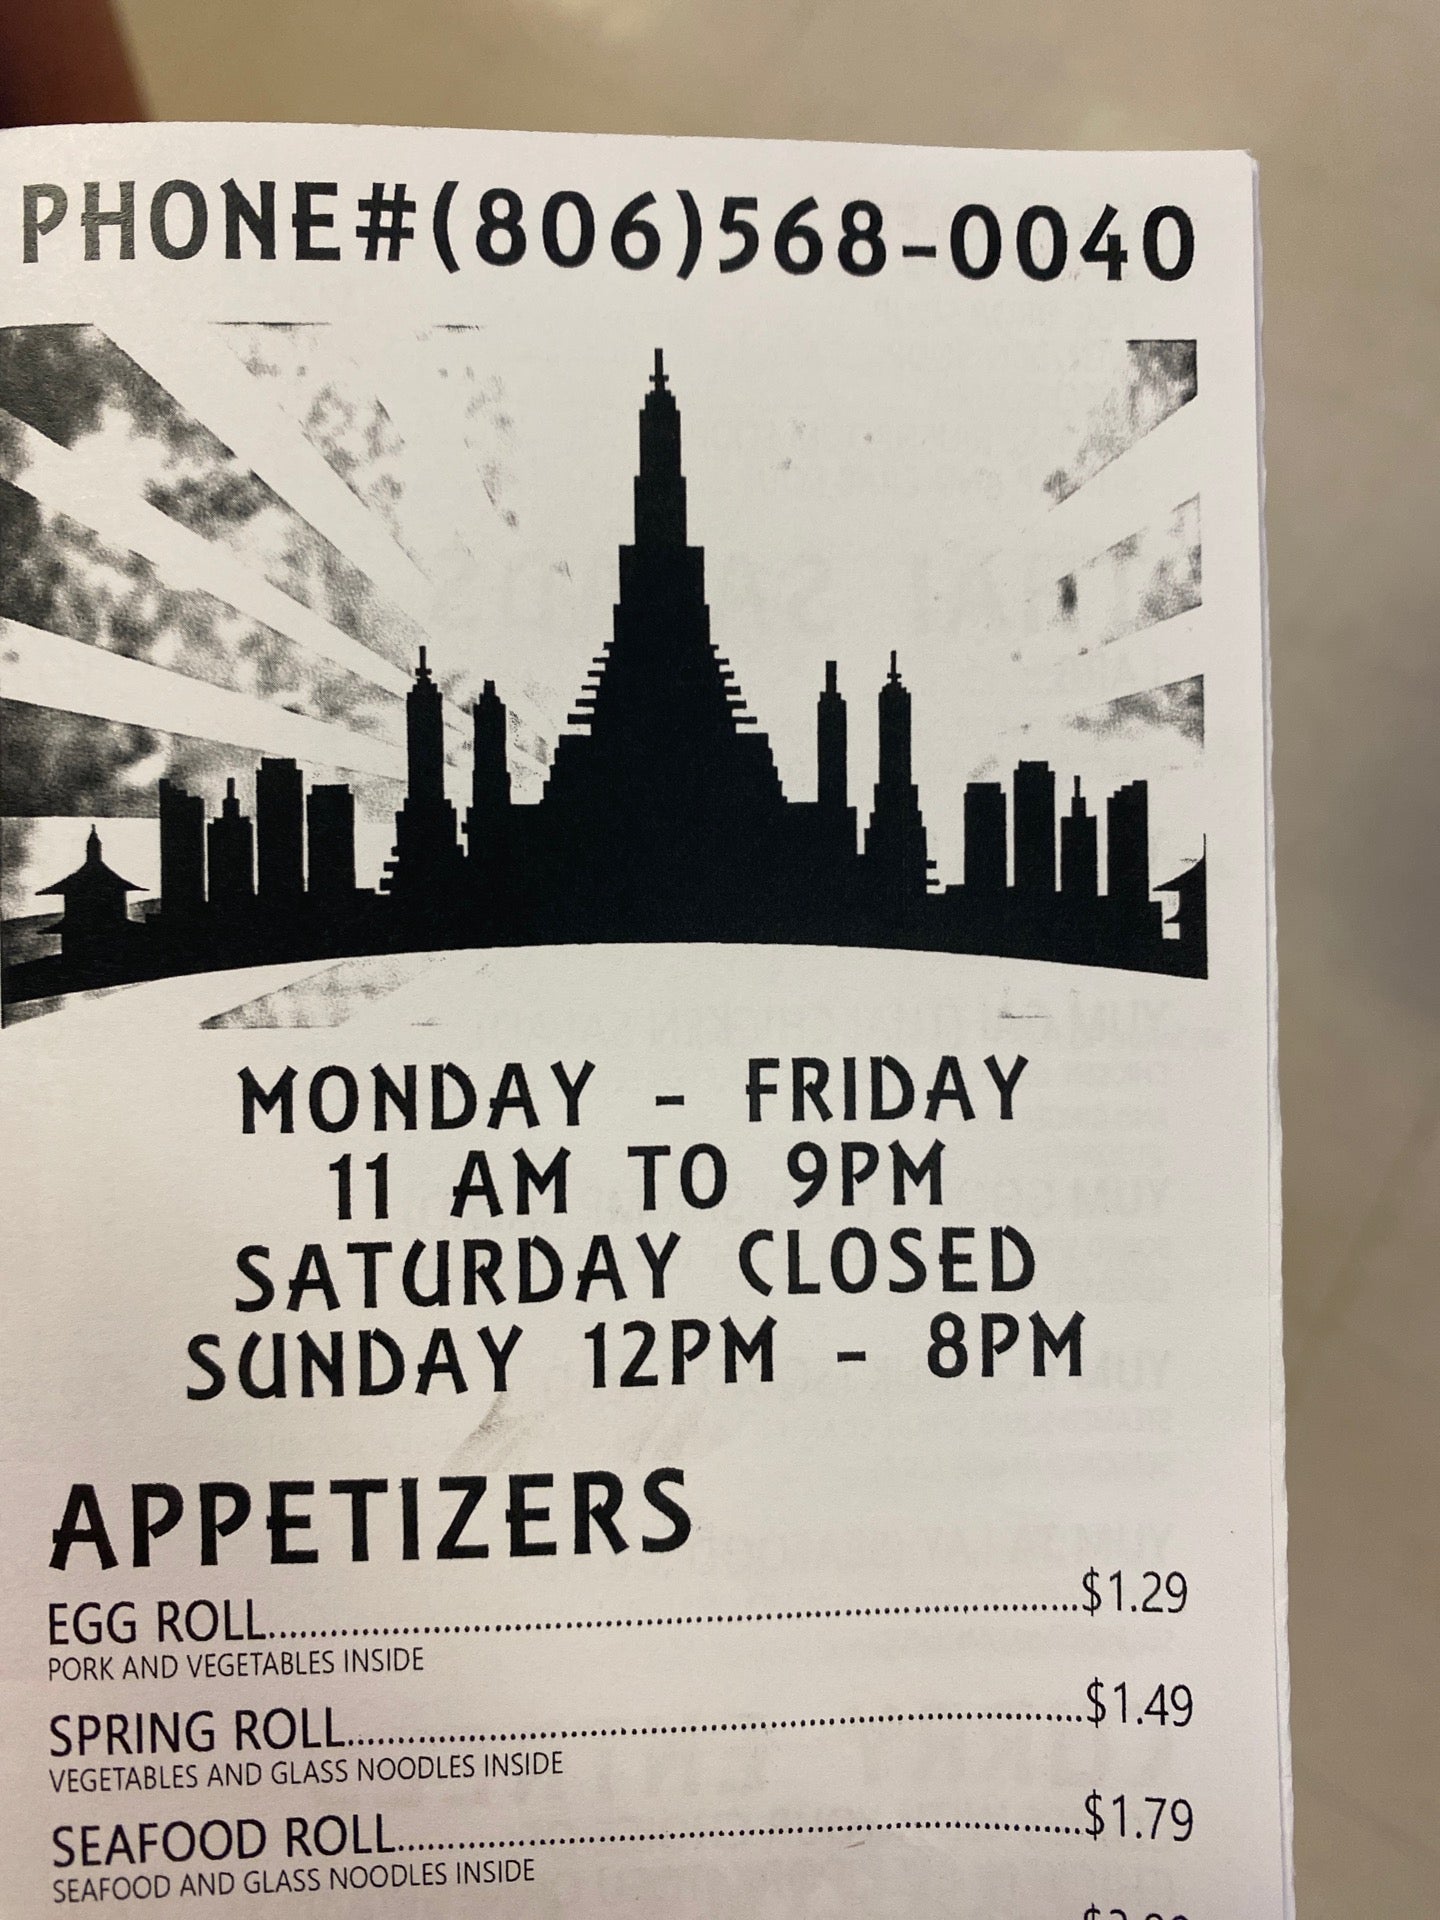 PHONE#(806)568-0040
MONDAY - FRIDAY
11 AM TO 9PM
SATURDAY CLOSED
SUNDAY 12PM - 8PM
APPETIZERS
EGG ROLL........................................................................$1.29
PORK AND VEGETABLES INSIDE
SPRING ROLL..................................................................$1.49
VEGETABLES AND GLASS NOODLES INSIDE
SEAFOOD ROLL..............................................................$1.79
SEAFOOD AND GLASS NOODLES INSIDE